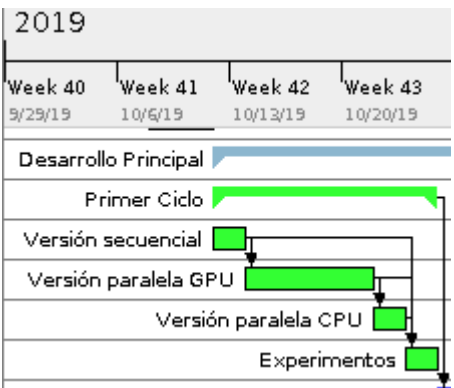 2019
Week 40 Week 41 Week 42 Week 43
9/29/19 10/6/19 10/13/19 10/20/19
Desarrollo Principal
Primer Ciclo
Versión secuencial
Versión paralela GPU
Versión paralela CPU
Experimentos